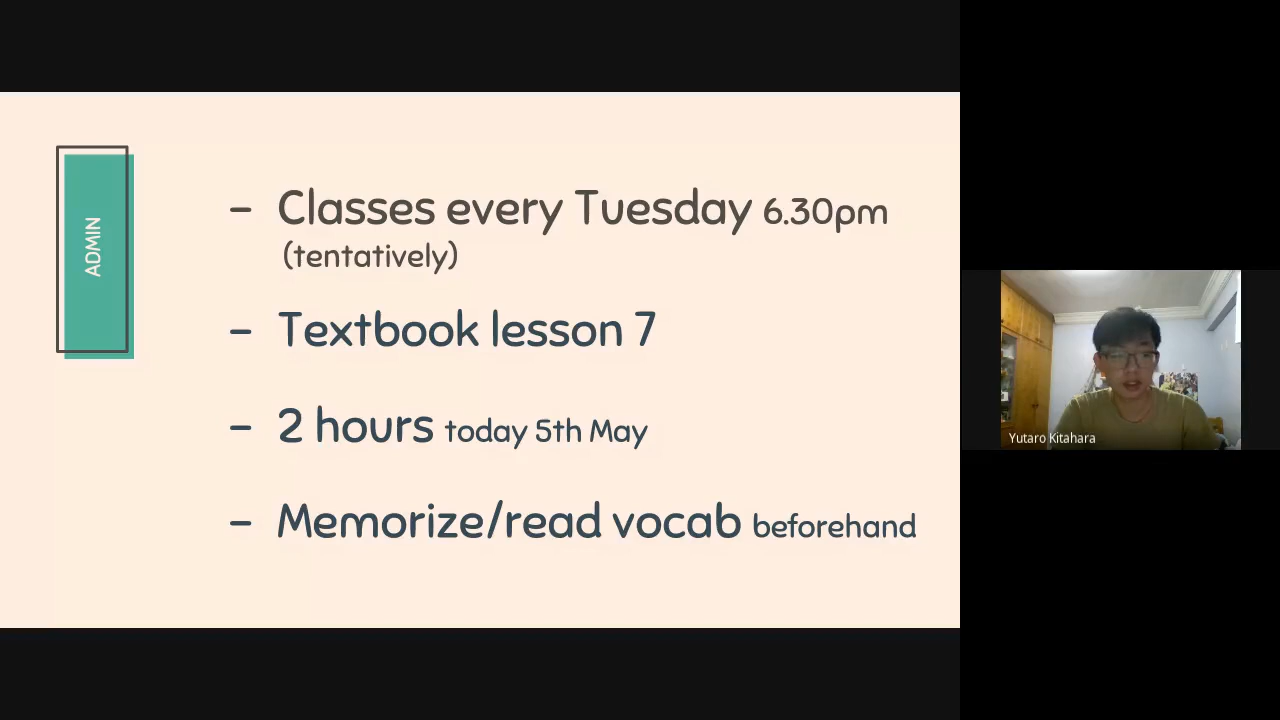 ADMIN
- Classes every Tuesday 6.30pm
(tentatively)
- Textbook lesson 7
- 2 hours today 5th May
- Memorize/read vocab beforehand
Yutaro Kitahara